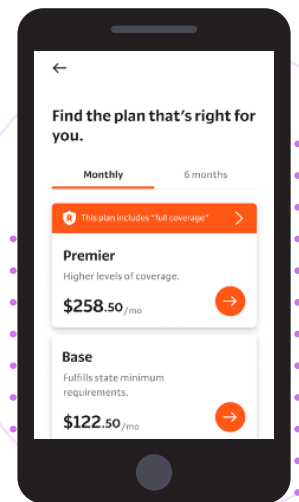 ←
Find the plan that's right for
you.
Monthly 6 months
R This plan includes "full coverage"
Premier
Higher levels of coverage.
$258.50/mo
Base
Fulfills state minimum
requirements.
$122.50/mo